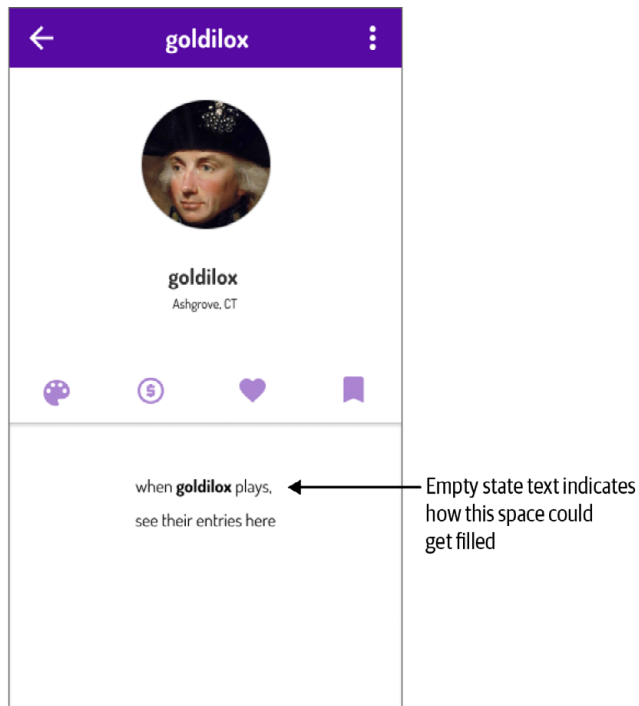 goldilox
goldilox
Ashgrove, CT
when goldilox plays,
see their entries here
Empty state text indicates
how this space could
get filled